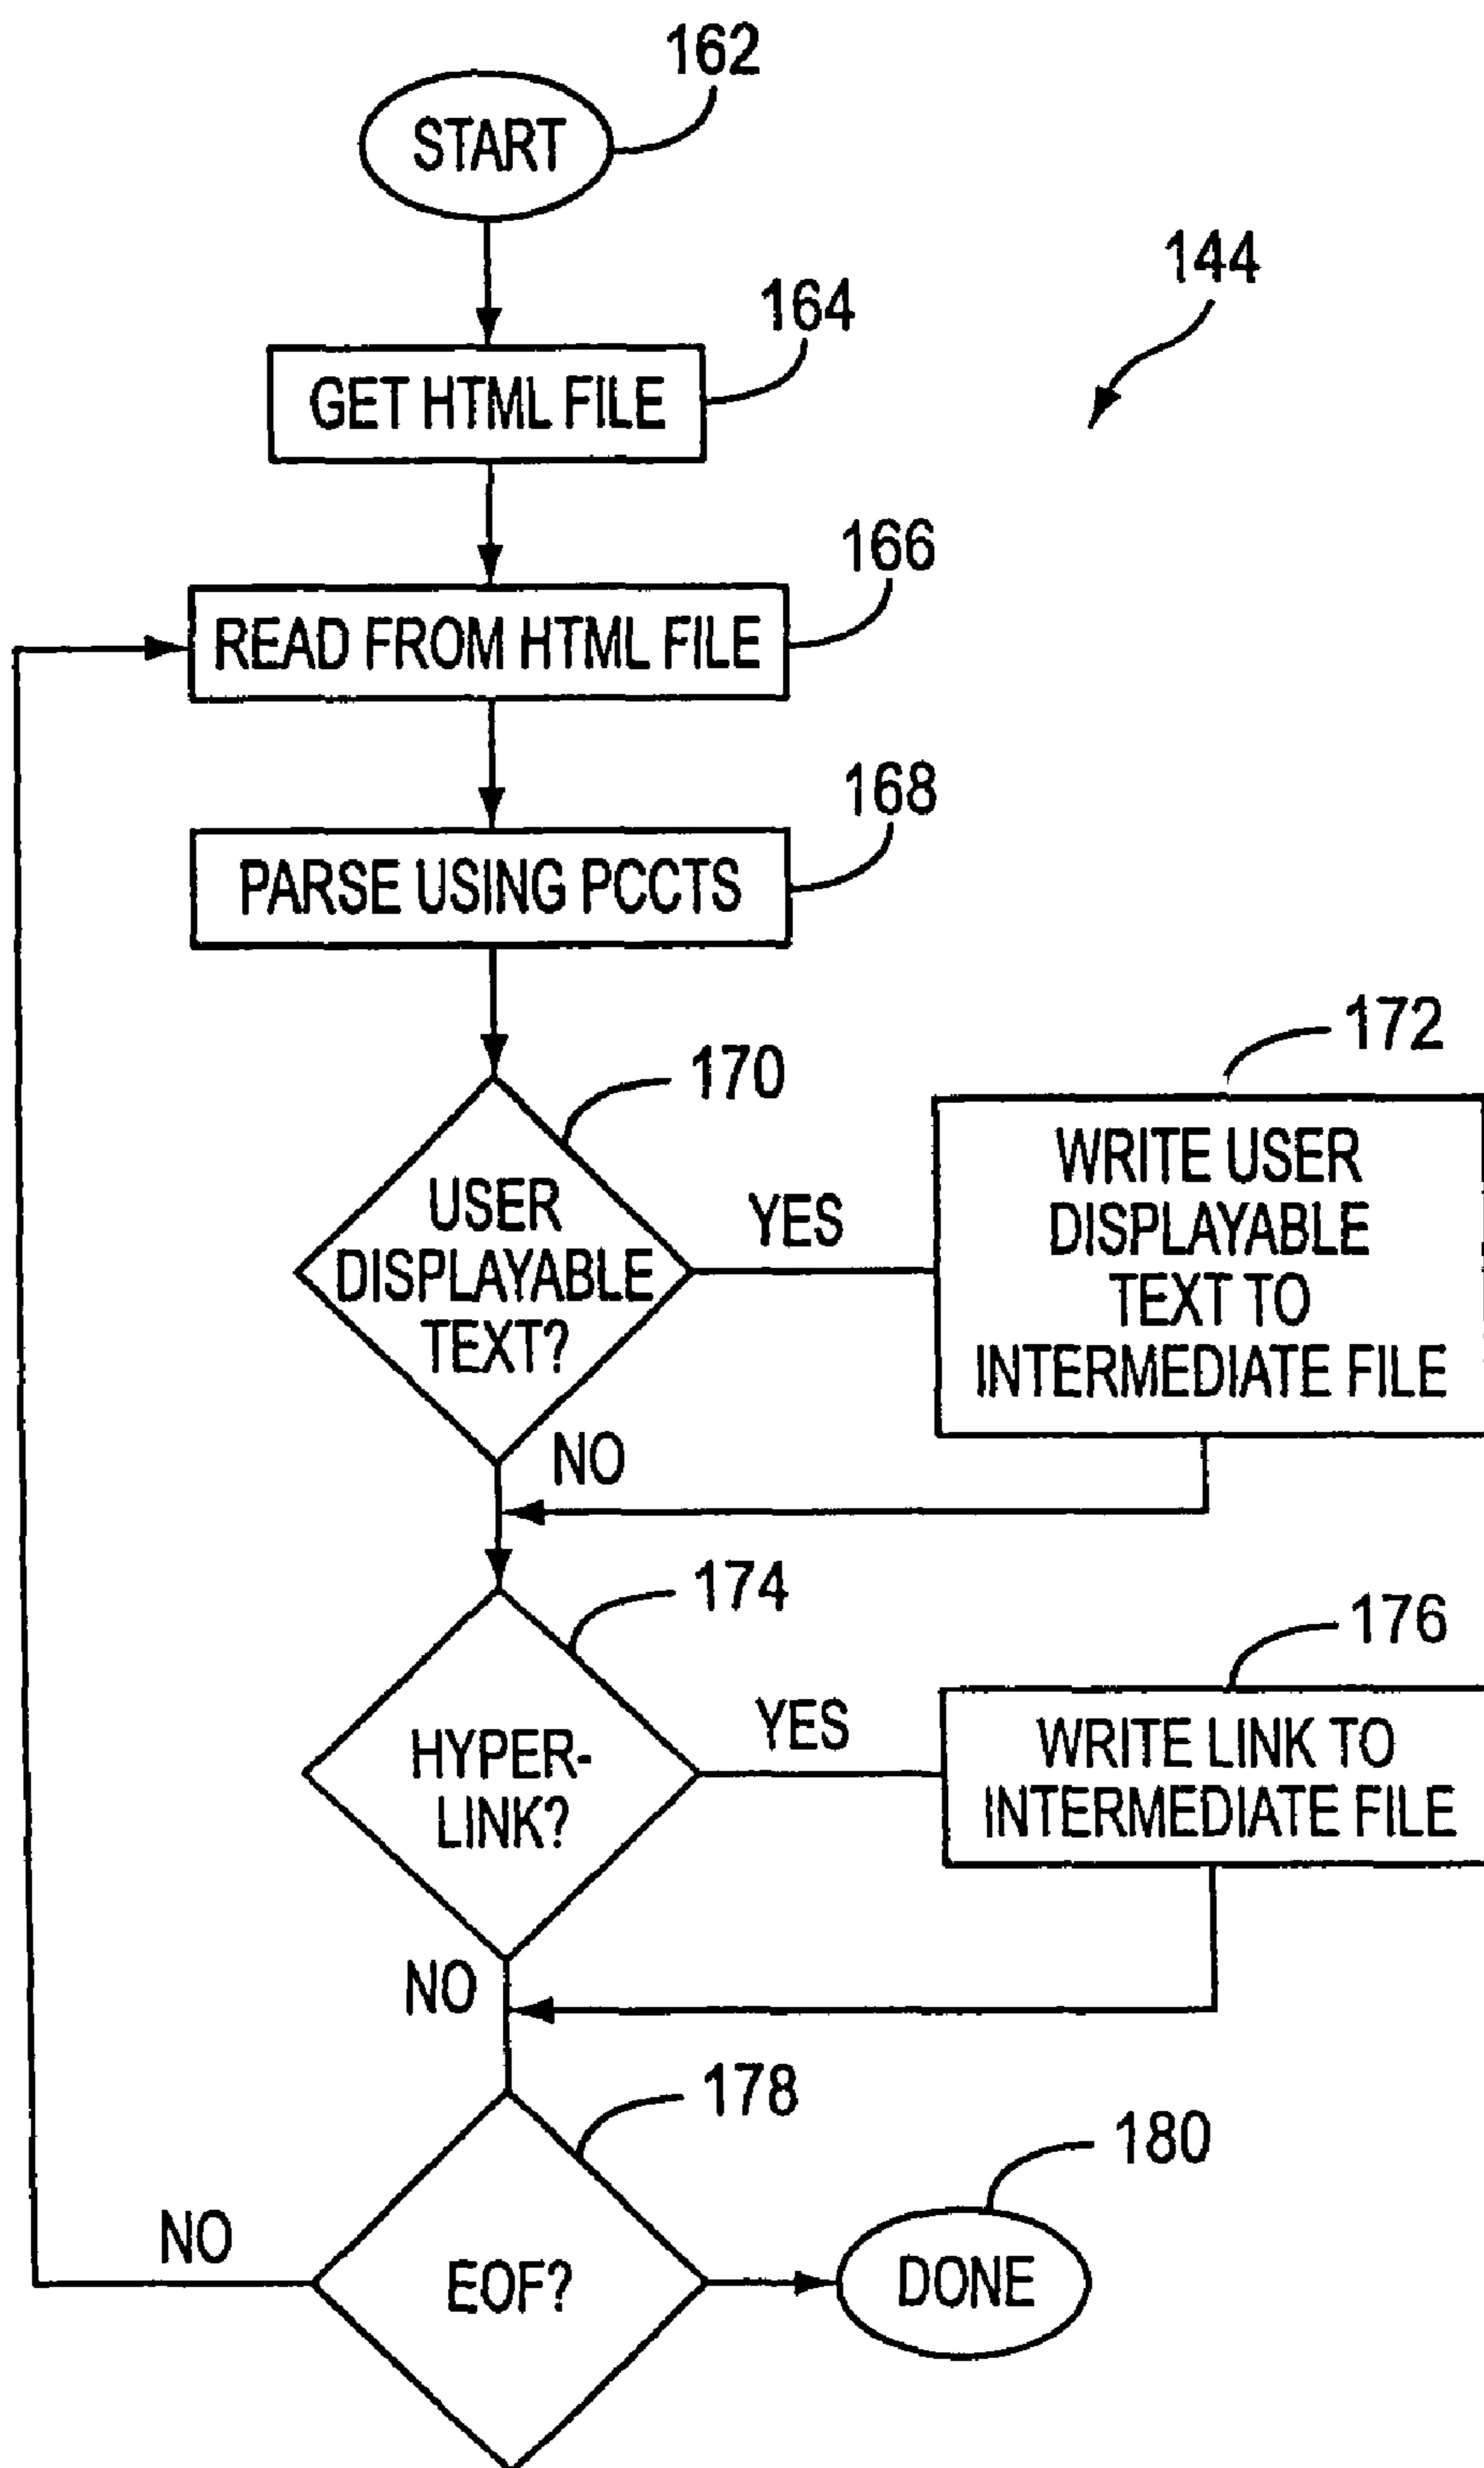 162
START
144
164
GET HTML FILE
166
READ FROM HTML FILE
168
PARSE USING PCCTS
170
172
USER
DISPLAYABLE
TEXT?
YES
WRITE USER
DISPLAYABLE
TEXT TO
INTERMEDIATE FILE
NO
174
176
HYPER-
LINK?
YES
WRITE LINK TO
INTERMEDIATE FILE
NO
178
180
NO
EOF?
DONE